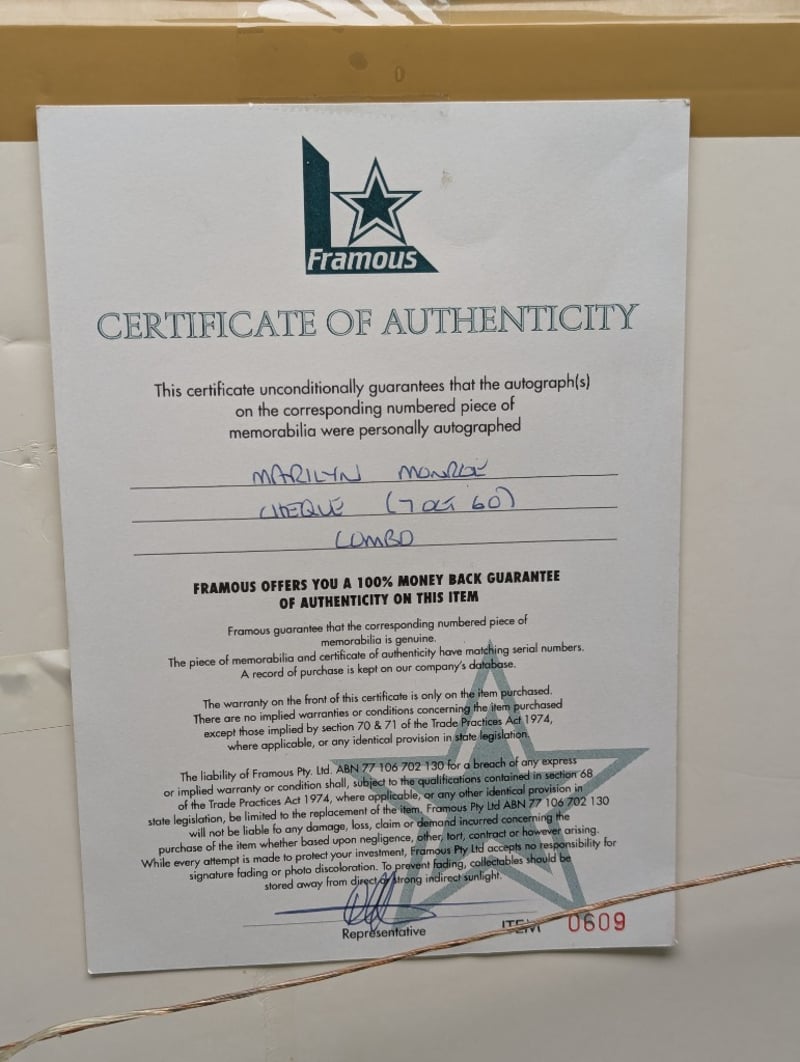 Framous
CERTIFICATE OF AUTHENTICITY
This certificate unconditionally guarantees that the autograph(s)
on the corresponding numbered piece of
memorabilia were personally autographed
MARILYN MONROE
CHEQUE (7 OCT 60)
COMBO
FRAMOUS OFFERS YOU A 100% MONEY BACK GUARANTEE
OF AUTHENTICITY ON THIS ITEM
Framous guarantee that the corresponding numbered piece of
memorabilia is genuine.
The piece of memorabilia and certificate of authenticity have matching serial numbers.
A record of purchase is kept on our company's database.
The warranty on the front of this certificate is only on the item purchased.
There are no implied warranties or conditions concerning the item purchased
except those implied by section 70 & 71 of the Trade Practices Act 1974,
where applicable, or any identical provision in state legislation.
The liability of Framous Pty. Ltd. ABN 77 106 702 130 for a breach of any express
or implied warranty or condition shall, subject to the qualifications contained in section 68
of the Trade Practices Act 1974, where applicable, or any other identical provision in
state legislation, be limited to the replacement of the item. Framous Pty Ltd ABN 77 106 702 130
will not be liable fo any damage, loss, claim or demand incurred concerning the
purchase of the item whether based upon negligence, other, tort, contract or however arising.
While every attempt is made to protect your investment, Framous Pty Ltd accepts no responsibility for
signature fading or photo discoloration. To prevent fading, collectables should be
stored away from direct or strong indirect sunlight.
Representative
ITEM 0609